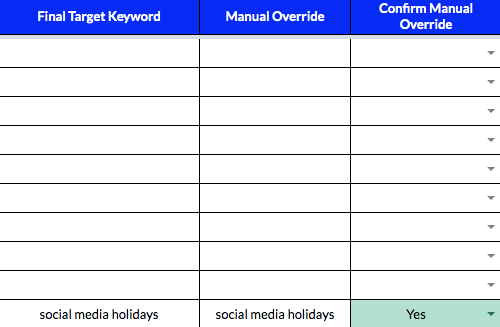 Final Target Keyword
Manual Override
Confirm Manual
Override
social media holidays
social media holidays
Yes